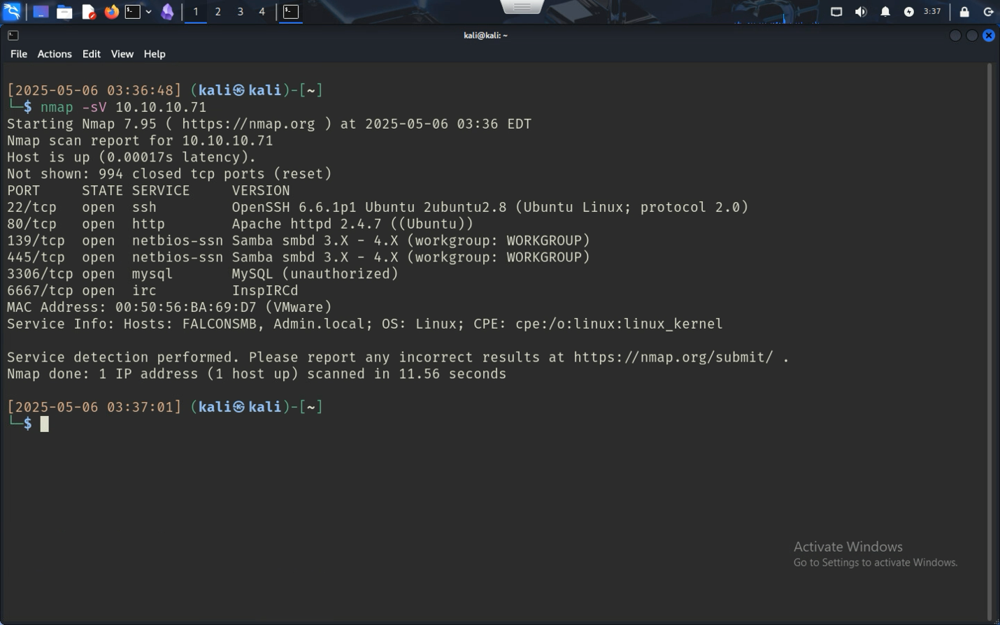 1 2 3 4 3:37
kali@kali: ~
File Actions Edit View Help
[2025-05-06 03:36:48] (kali㉿kali)-[~]
└─$ nmap -sV 10.10.10.71
Starting Nmap 7.95 ( https://nmap.org ) at 2025-05-06 03:36 EDT
Nmap scan report for 10.10.10.71
Host is up (0.00017s latency).
Not shown: 994 closed tcp ports (reset)
PORT     STATE SERVICE     VERSION
22/tcp   open  ssh         OpenSSH 6.6.1p1 Ubuntu 2ubuntu2.8 (Ubuntu Linux; protocol 2.0)
80/tcp   open  http        Apache httpd 2.4.7 ((Ubuntu))
139/tcp  open  netbios-ssn Samba smbd 3.X - 4.X (workgroup: WORKGROUP)
445/tcp  open  netbios-ssn Samba smbd 3.X - 4.X (workgroup: WORKGROUP)
3306/tcp open  mysql       MySQL (unauthorized)
6667/tcp open  irc         InspIRCd
MAC Address: 00:50:56:BA:69:D7 (VMware)
Service Info: Hosts: FALCONSMB, Admin.local; OS: Linux; CPE: cpe:/o:linux:linux_kernel
Service detection performed. Please report any incorrect results at https://nmap.org/submit/ .
Nmap done: 1 IP address (1 host up) scanned in 11.56 seconds
[2025-05-06 03:37:01] (kali㉿kali)-[~]
└─$
Activate Windows
Go to Settings to activate Windows.